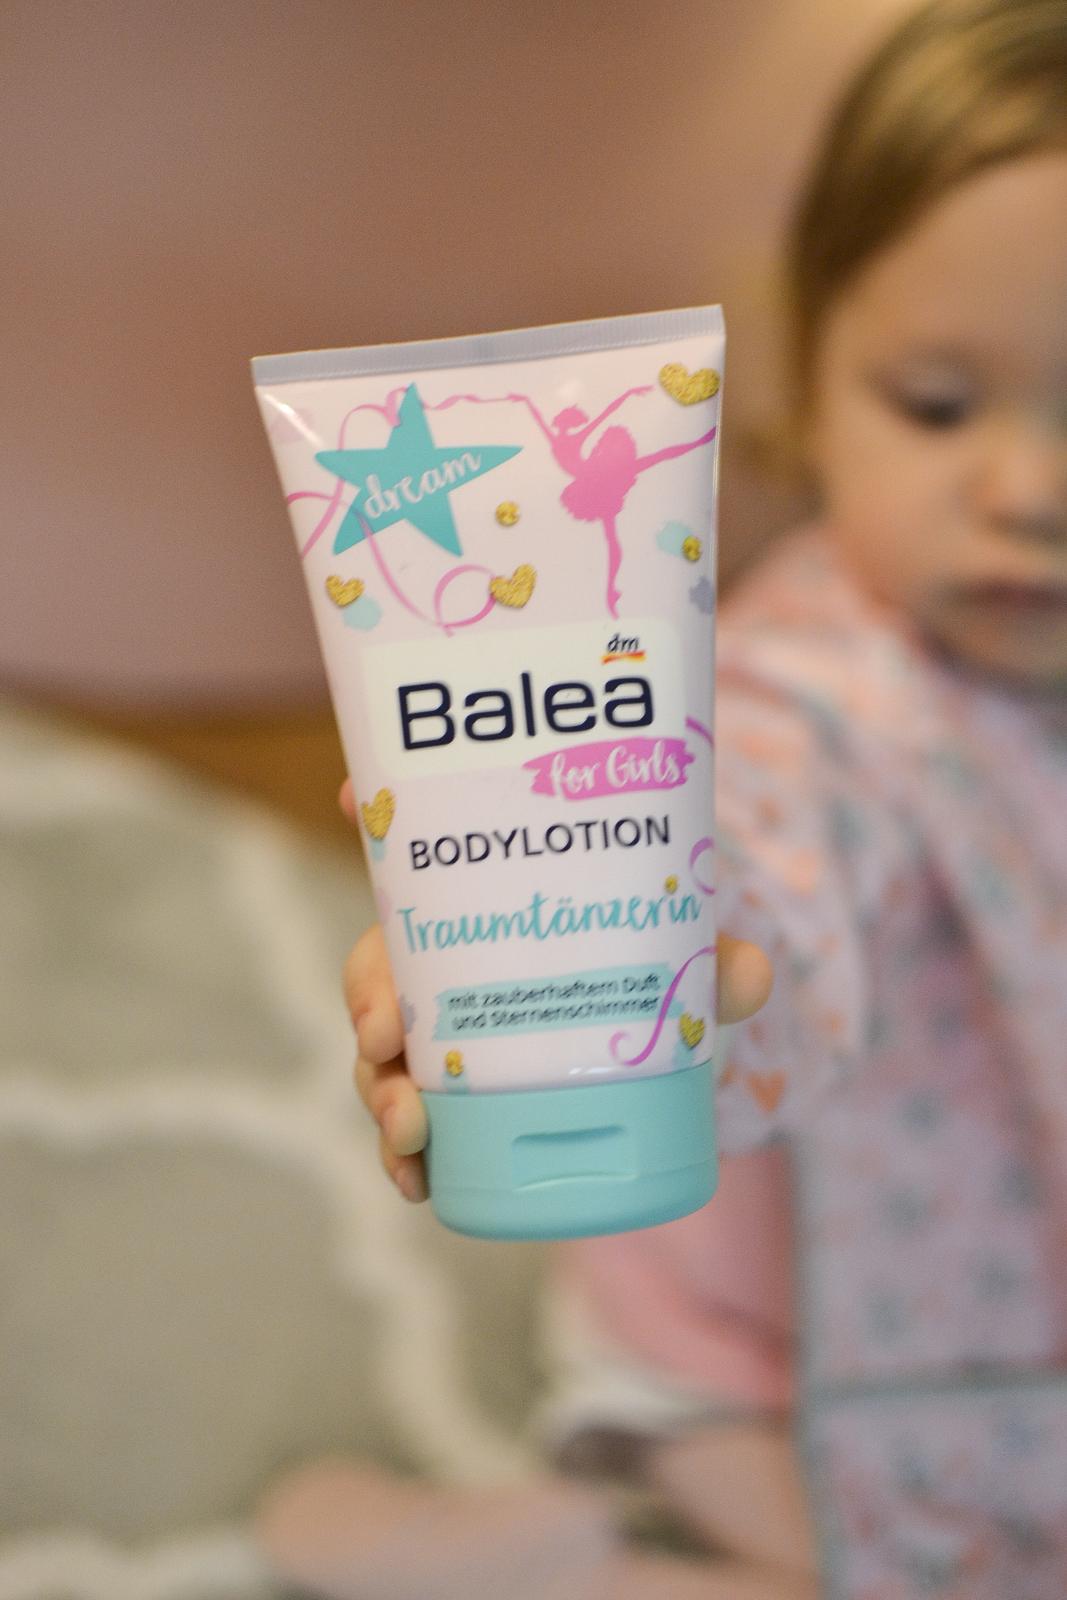 dream
dm
Balea
for Girls
BODYLOTION
Traumtänzerin
mit zauberhaftem Duft
und Sternenschimmer